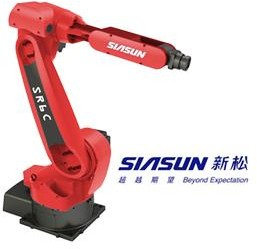 SIASUN
SR6C
SIASUN 新松
超越期望 Beyond Expectation